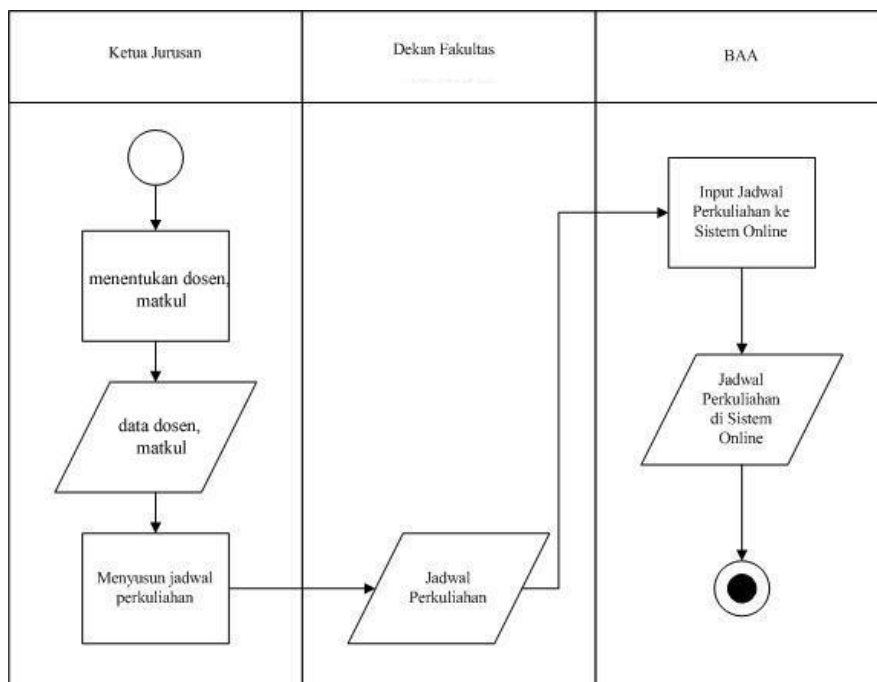 Ketua Jurusan
Dekan Fakultas
BAA
menentukan dosen,
matkul
data dosen,
matkul
Menyusun jadwal
perkuliahan
Jadwal
Perkuliahan
Input Jadwal
Perkuliahan ke
Sistem Online
Jadwal
Perkuliahan
di Sistem
Online